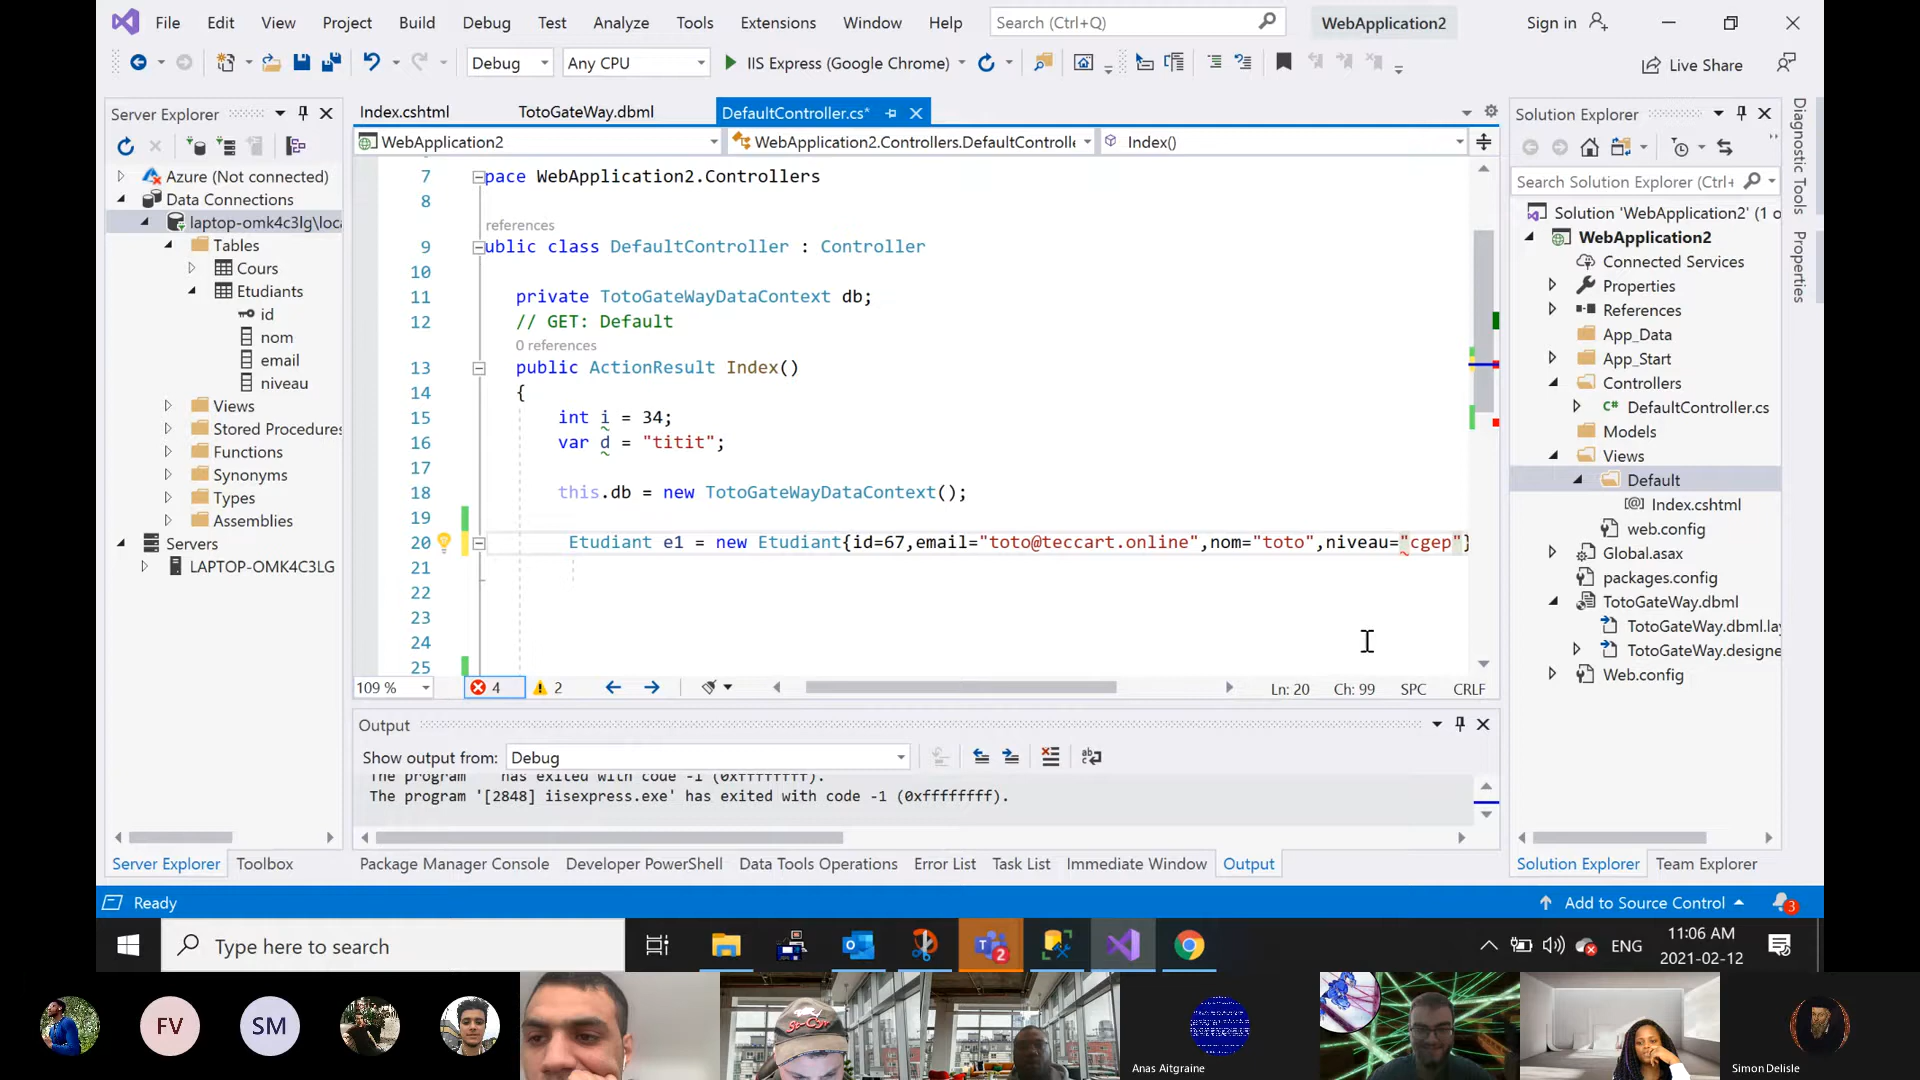 File Edit View Project Build Debug Test Analyze Tools Extensions Window Help Search (Ctrl+Q) WebApplication2 Sign in
Debug Any CPU IIS Express (Google Chrome) Live Share
Server Explorer
Azure (Not connected)
Data Connections
laptop-omk4c3lg\loc
Tables
Cours
Etudiants
id
nom
email
niveau
Views
Stored Procedures
Functions
Synonyms
Types
Assemblies
Servers
LAPTOP-OMK4C3LG
Server Explorer Toolbox
Index.cshtml TotoGateWay.dbml DefaultController.cs*
WebApplication2 WebApplication2.Controllers.DefaultControlle Index()
7 pace WebApplication2.Controllers
8
references
9 ublic class DefaultController : Controller
10
11 private TotoGateWayDataContext db;
12 // GET: Default
0 references
13 public ActionResult Index()
14 {
15 int i = 34;
16 var d = "titit";
17
18 this.db = new TotoGateWayDataContext();
19
20 Etudiant e1 = new Etudiant{id=67,email="toto@teccart.online",nom="toto",niveau="cgep"}
21
22
23
24
25
109 % 4 2 Ln: 20 Ch: 99 SPC CRLF
Output
Show output from: Debug
The program has exited with code -1 (0xffffffff).
The program '[2848] iisexpress.exe' has exited with code -1 (0xffffffff).
Package Manager Console Developer PowerShell Data Tools Operations Error List Task List Immediate Window Output
Solution Explorer
Search Solution Explorer (Ctrl+
Solution 'WebApplication2' (1 o
WebApplication2
Connected Services
Properties
References
App_Data
App_Start
Controllers
C# DefaultController.cs
Models
Views
Default
Index.cshtml
web.config
Global.asax
packages.config
TotoGateWay.dbml
TotoGateWay.dbml.la
TotoGateWay.designe
Web.config
Solution Explorer Team Explorer
Diagnostic Tools
Properties
Ready Add to Source Control 3
Type here to search 2 ENG 11:06 AM
2021-02-12
FV SM
Anas Aitgraine Simon Delisle